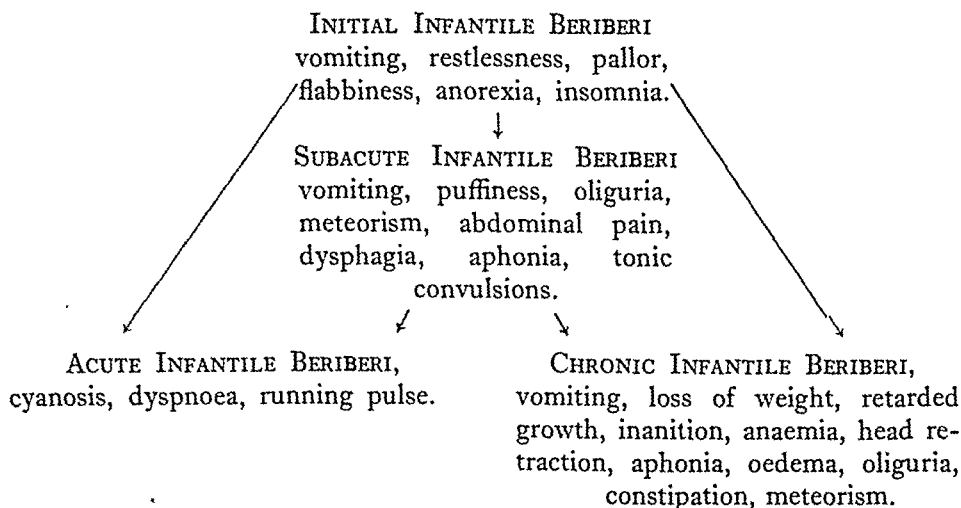 INITIAL INFANTILE BERIBERI
vomiting, restlessness, pallor,
flabbiness, anorexia, insomnia.
SUBACUTE INFANTILE BERIBERI
vomiting, puffiness, oliguria,
meteorism, abdominal pain,
dysphagia, aphonia, tonic
convulsions.
ACUTE INFANTILE BERIBERI,
cyanosis, dyspnoea, running pulse.
CHRONIC INFANTILE BERIBERI,
vomiting, loss of weight, retarded
growth, inanition, anaemia, head re-
traction, aphonia, oedema, oliguria,
constipation, meteorism.